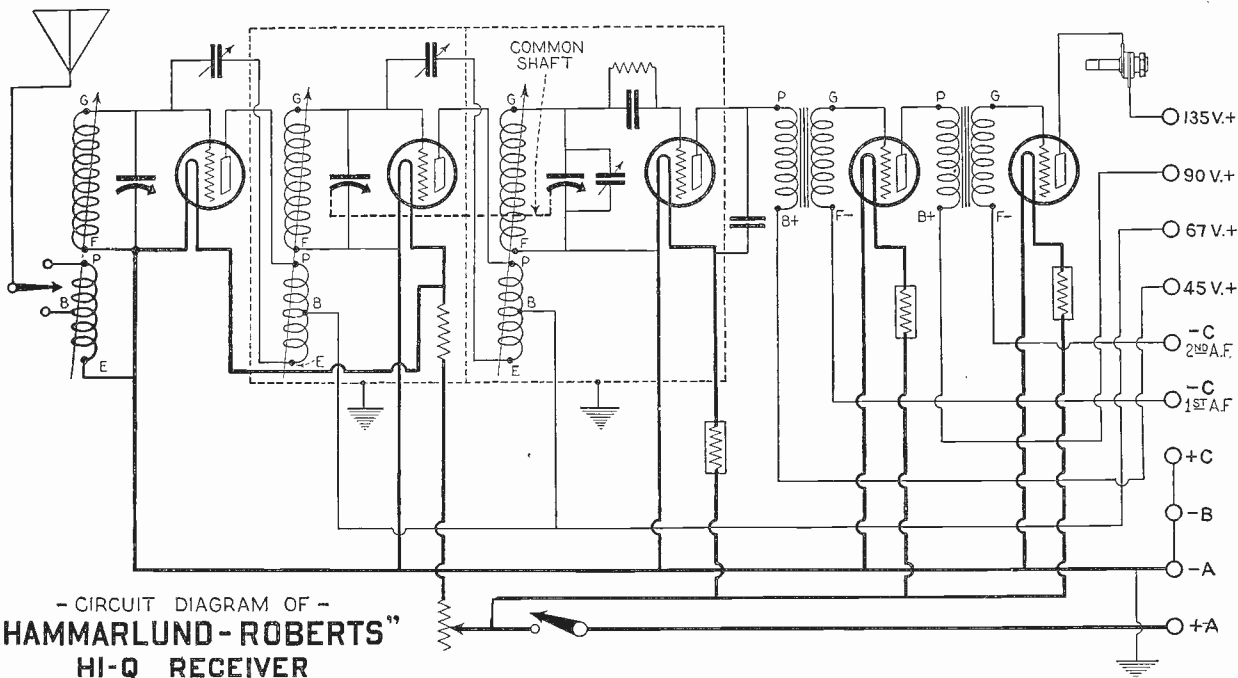 COMMON
SHAFT
G
G
G
P
G
P
G
135 V.+
90 V.+
67 V.+
45 V.+
B+
F-
B+
F-
F
P
B
E
F
P
B
E
F
P
B
E
-C
2ND A.F.
-C
1ST A.F
+C
-B
-A
+A
- CIRCUIT DIAGRAM OF -
HAMMARLUND-ROBERTS"
HI-Q RECEIVER